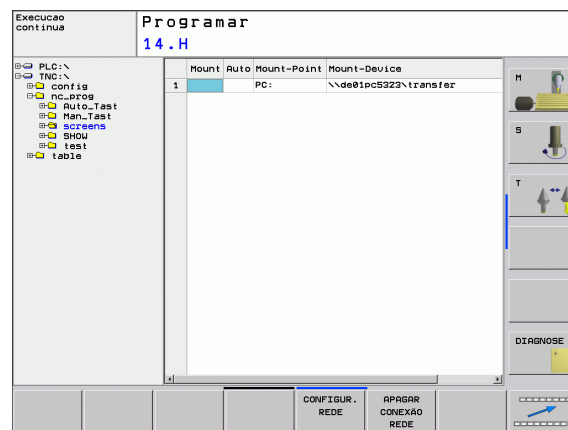 Execucao
continua
Programar
14.H
PLC:\
TNC:\
config
nc_prog
Auto_Tast
Man_Tast
screens
SHOW
test
table
Mount Auto Mount-Point Mount-Device
1 PC: \\de01pc5323\transfer
M
S
T
DIAGNOSE
CONFIGUR.
REDE
APAGAR
CONEXÃO
REDE